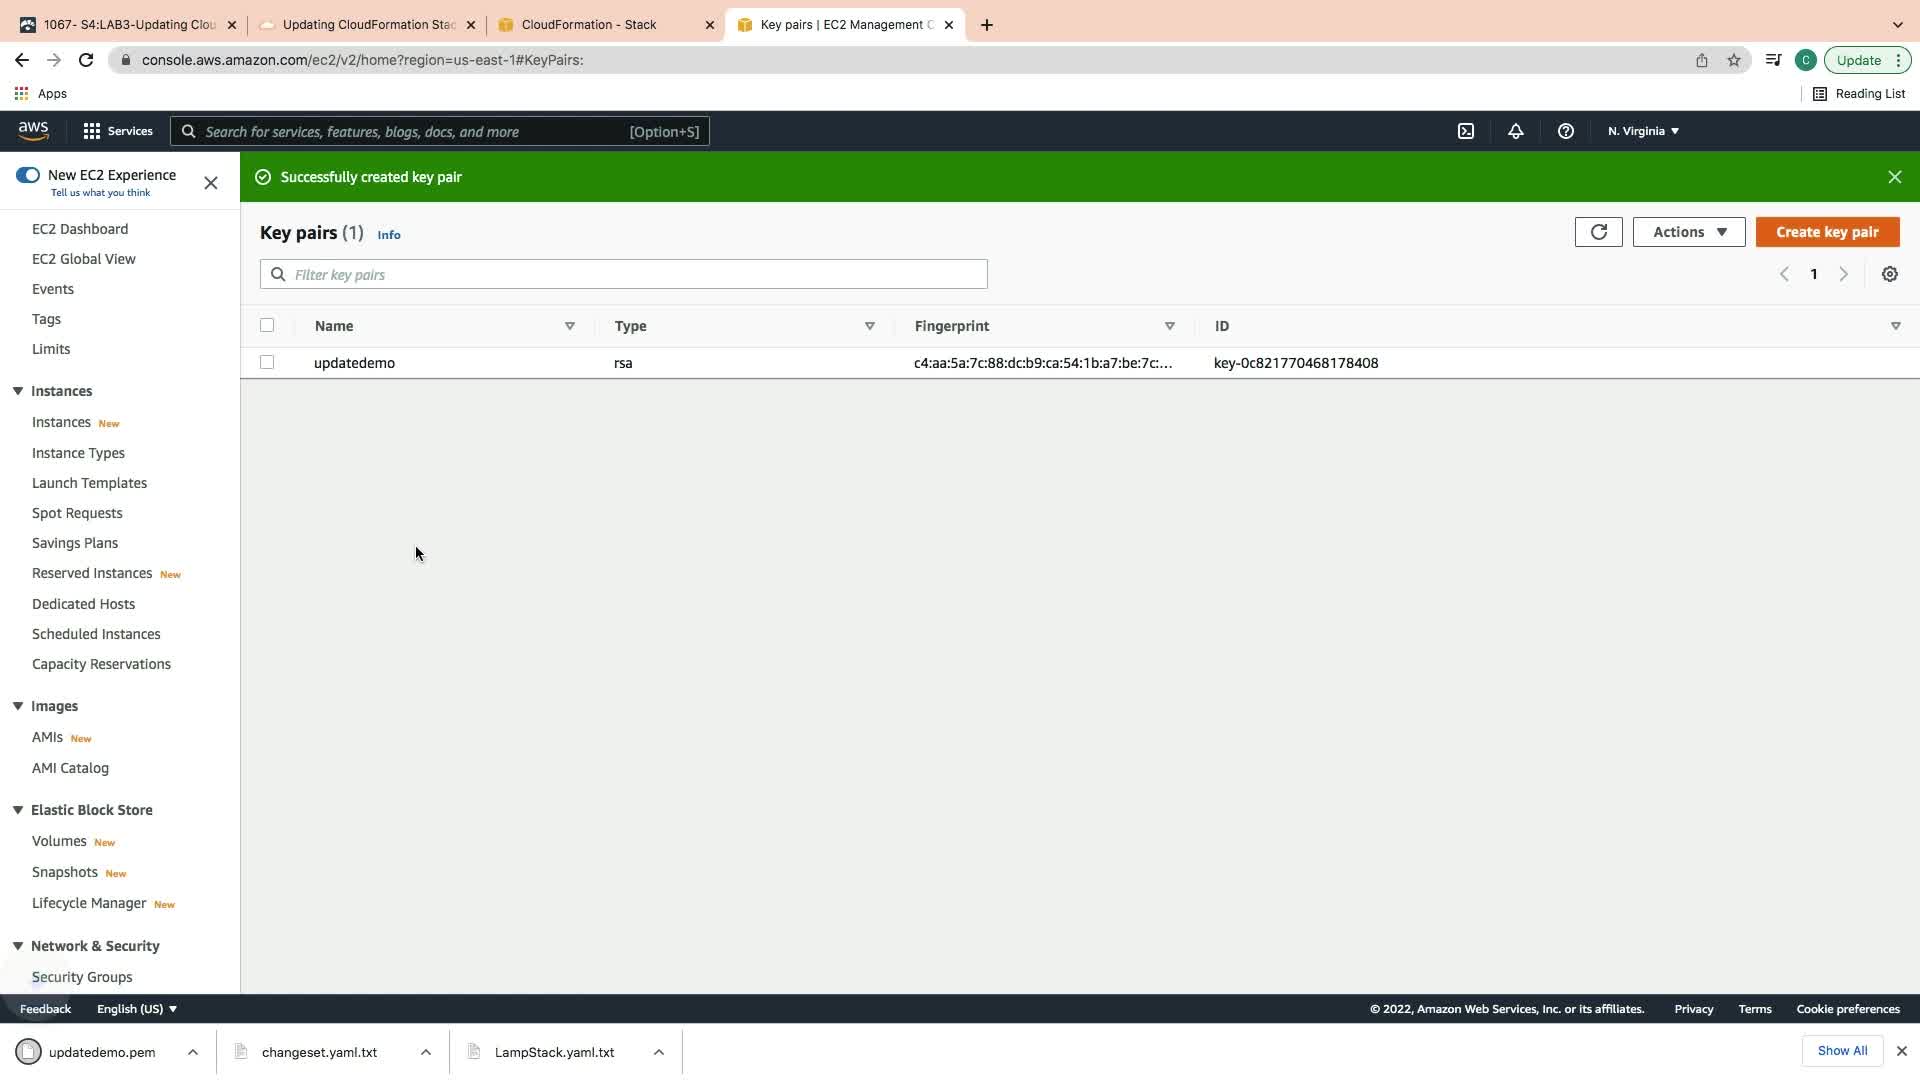 1067- S4:LAB3-Updating Clou
Updating CloudFormation Stac
CloudFormation - Stack
Key pairs | EC2 Management C
console.aws.amazon.com/ec2/v2/home?region=us-east-1#KeyPairs:
C
Update
Apps
Reading List
aws
Services
Search for services, features, blogs, docs, and more
[Option+S]
N. Virginia
New EC2 Experience
Tell us what you think
Successfully created key pair
EC2 Dashboard
EC2 Global View
Events
Tags
Limits
Instances
Instances New
Instance Types
Launch Templates
Spot Requests
Savings Plans
Reserved Instances New
Dedicated Hosts
Scheduled Instances
Capacity Reservations
Images
AMIs New
AMI Catalog
Elastic Block Store
Volumes New
Snapshots New
Lifecycle Manager New
Network & Security
Security Groups
Key pairs (1) Info
Actions
Create key pair
Filter key pairs
1
Name Type Fingerprint ID
updatedemo rsa c4:aa:5a:7c:88:dc:b9:ca:54:1b:a7:be:7c:... key-0c821770468178408
Feedback English (US)
© 2022, Amazon Web Services, Inc. or its affiliates. Privacy Terms Cookie preferences
updatedemo.pem
changeset.yaml.txt
LampStack.yaml.txt
Show All